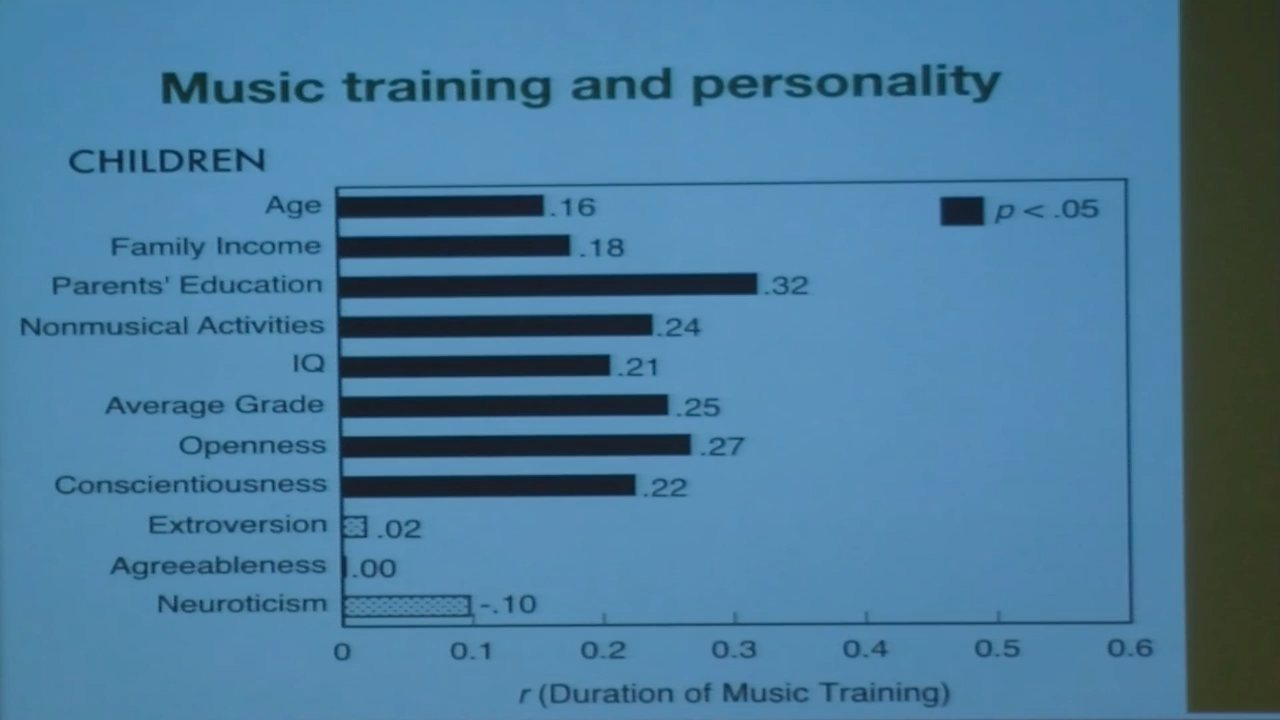 Music training and personality
CHILDREN
Age .16
p < .05
Family Income .18
Parents' Education .32
Nonmusical Activities .24
IQ .21
Average Grade .25
Openness .27
Conscientiousness .22
Extroversion .02
Agreeableness .00
Neuroticism -.10
0 0.1 0.2 0.3 0.4 0.5 0.6
r (Duration of Music Training)